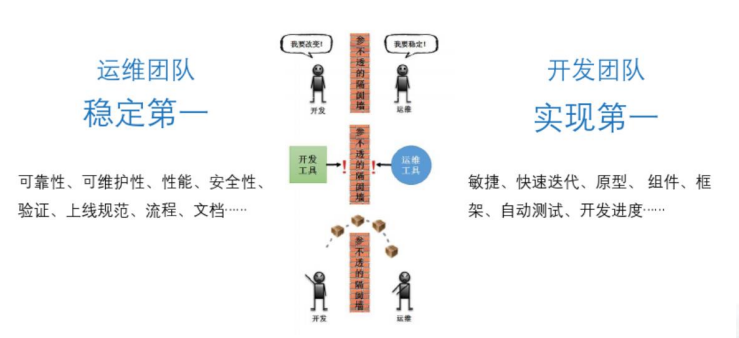 运维团队
稳定第一
可靠性、可维护性、性能、安全性、
验证、上线规范、流程、文档……
我要改变!
我要稳定!
参不透的隔阂墙
开发
运维
开发
工具
!
参不透的隔阂墙
!
运维
工具
参不透的隔阂墙
开发
运维
开发团队
实现第一
敏捷、快速迭代、原型、 组件、框
架、自动测试、开发进度……